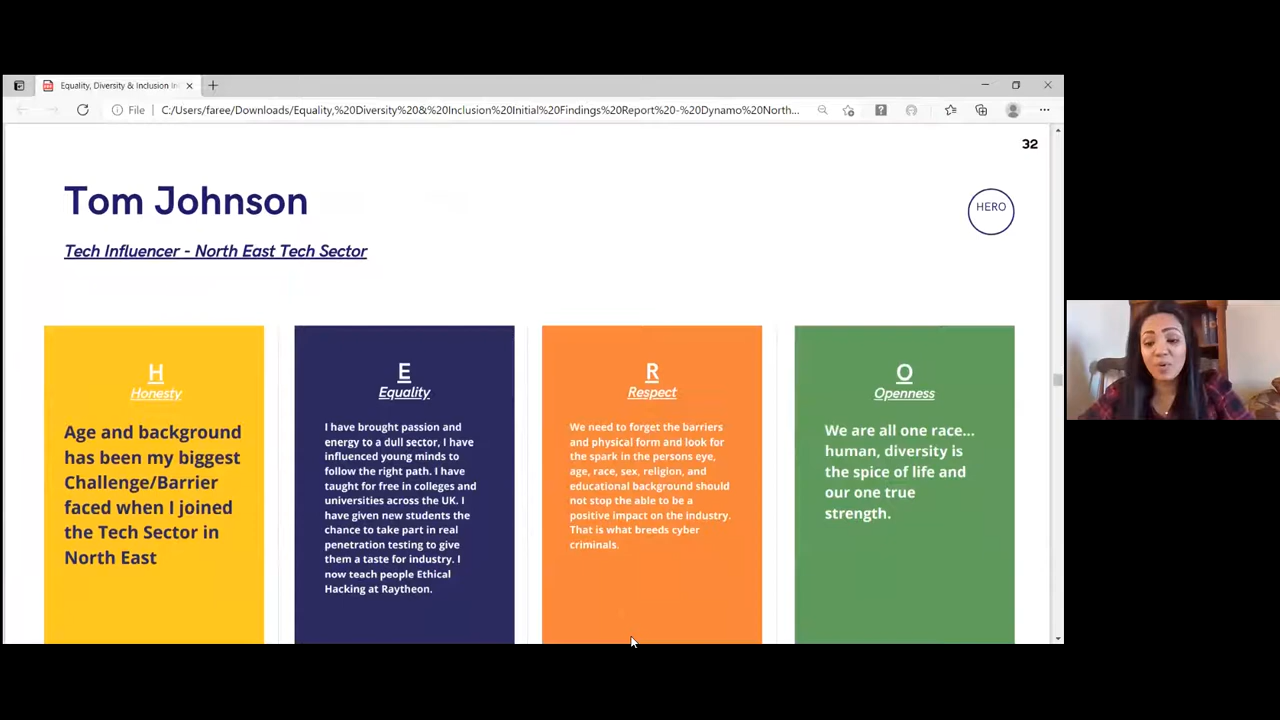 Equality, Diversity & Inclusion In
File
C:/Users/faree/Downloads/Equality,%20Diversity%20&%20Inclusion%20Initial%20Findings%20Report%20-%20Dynamo%20North...
32
Tom Johnson
HERO
Tech Influencer - North East Tech Sector
H
Honesty
Age and background
has been my biggest
Challenge/Barrier
faced when I joined
the Tech Sector in
North East
E
Equality
I have brought passion and
energy to a dull sector, I have
influenced young minds to
follow the right path. I have
taught for free in colleges and
universities across the UK. I
have given new students the
chance to take part in real
penetration testing to give
them a taste for industry. I
now teach people Ethical
Hacking at Raytheon.
R
Respect
We need to forget the barriers
and physical form and look for
the spark in the persons eye,
age, race, sex, religion, and
educational background should
not stop the able to be a
positive impact on the industry.
That is what breeds cyber
criminals.
O
Openness
We are all one race...
human, diversity is
the spice of life and
our one true
strength.